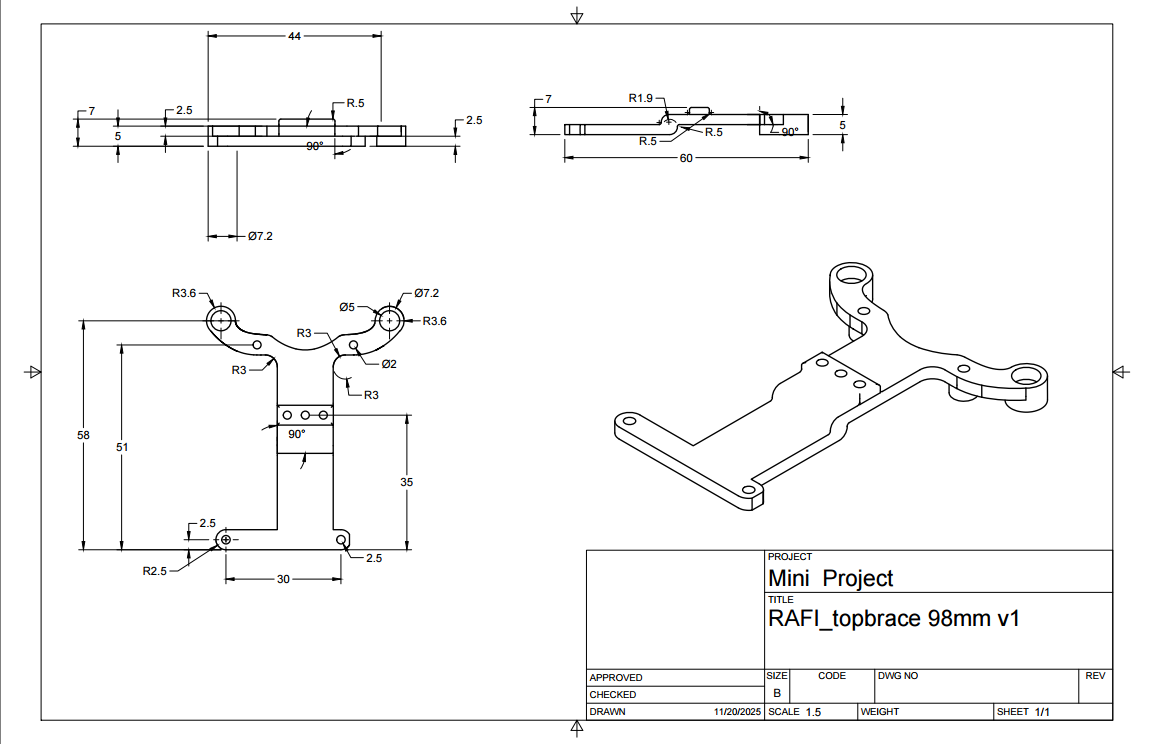 44
7
2.5
R.5
5
2.5
90°
Ø7.2
7
R1.9
R.5
R.5
90°
5
60
R3.6
Ø5
Ø7.2
R3.6
R3
R3
Ø2
R3
90°
58
51
35
2.5
R2.5
2.5
30
PROJECT
Mini Project
TITLE
RAFI_topbrace 98mm v1
APPROVED
SIZE CODE DWG NO REV
CHECKED
B
DRAWN 11/20/2025 SCALE 1.5 WEIGHT SHEET 1/1